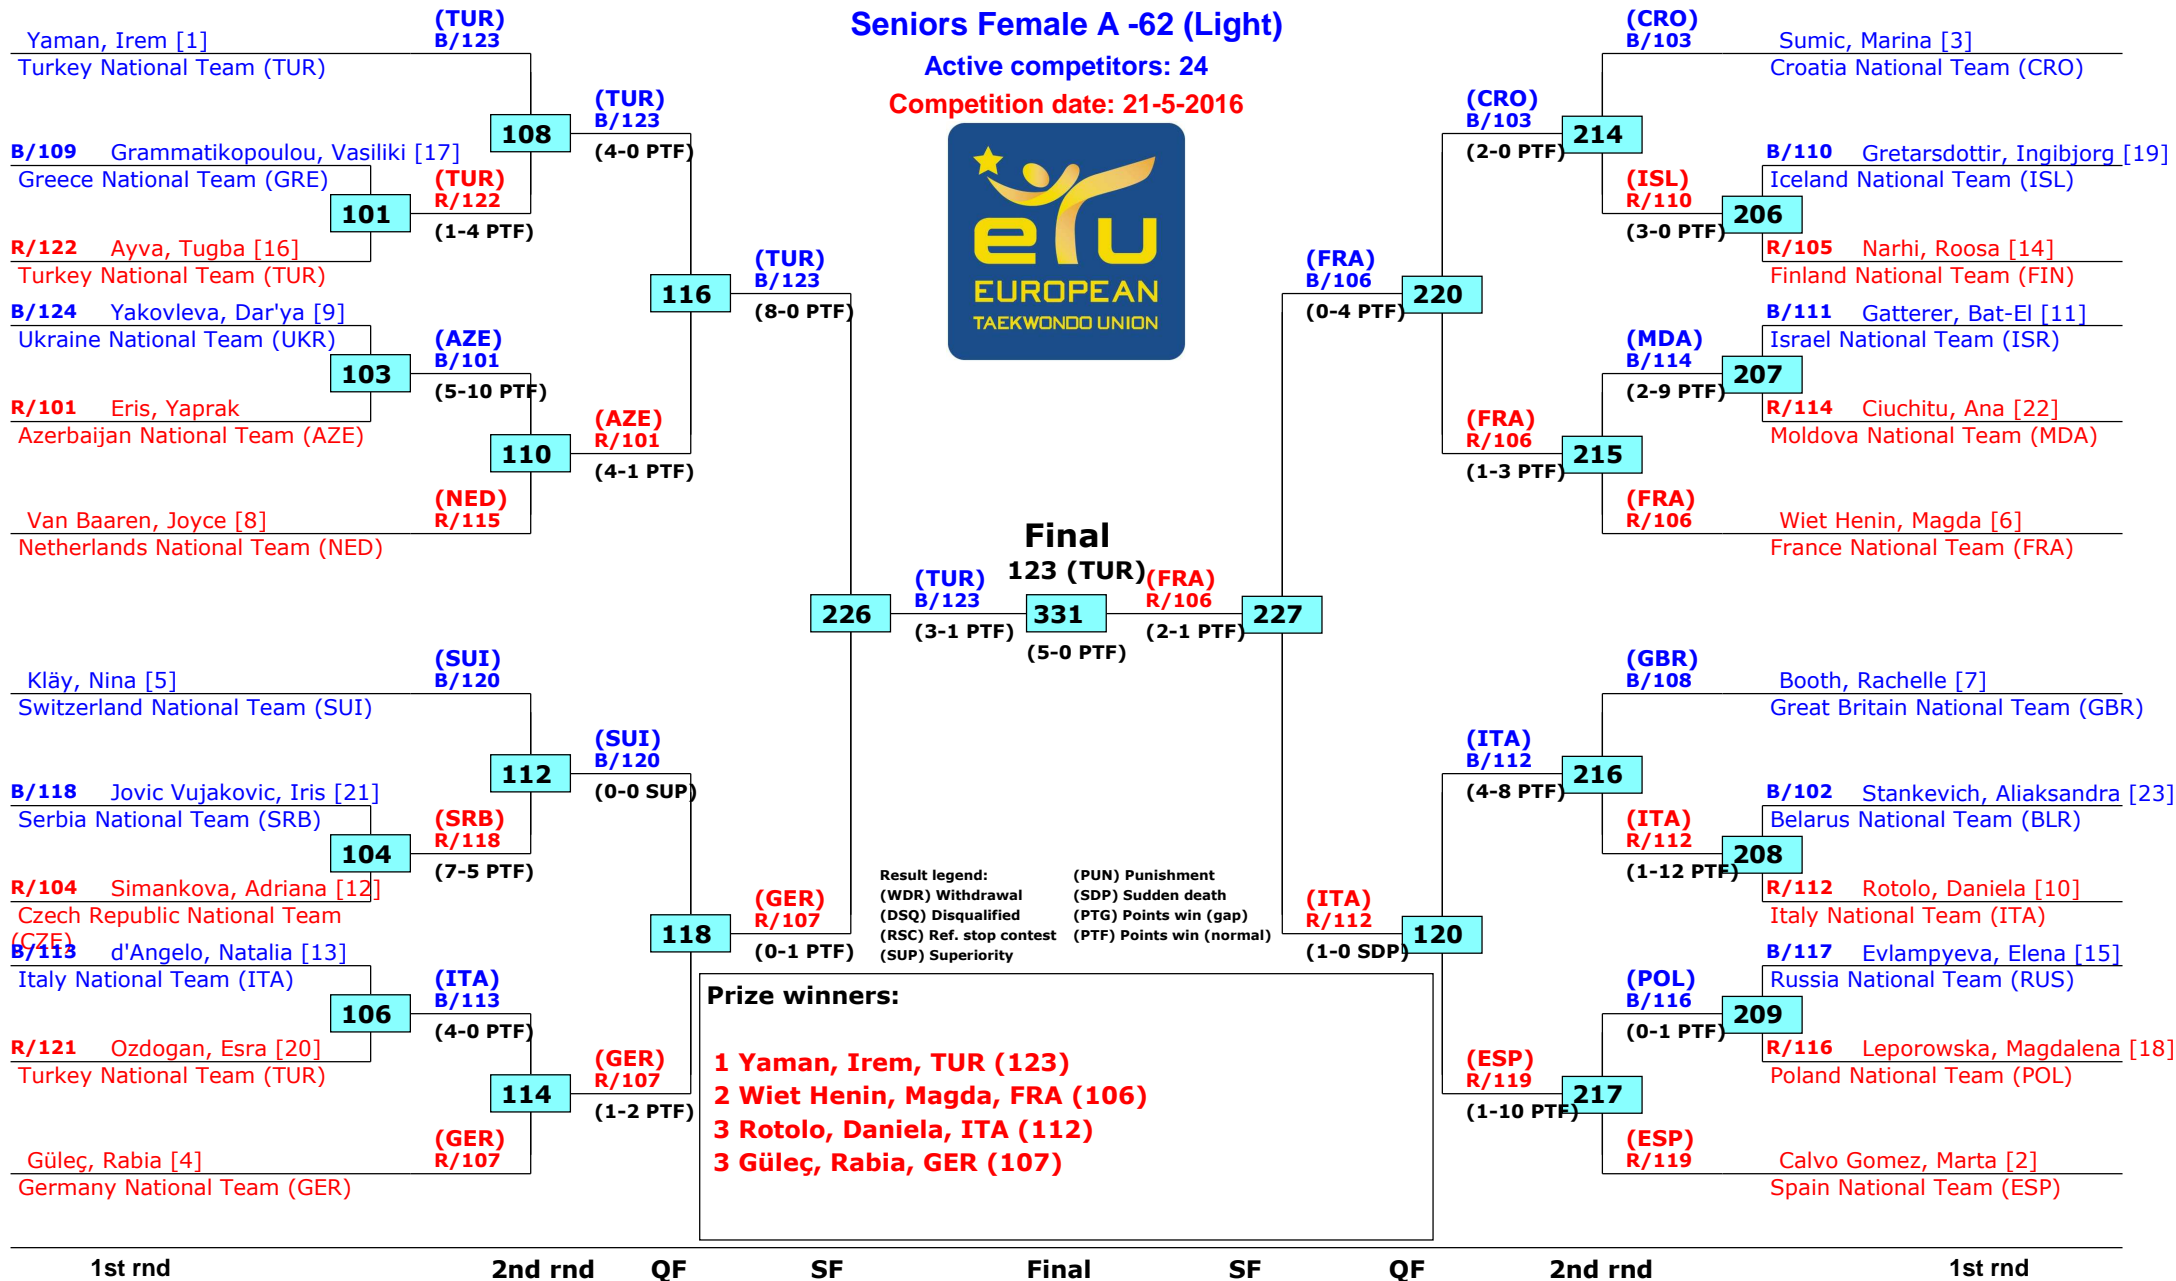 Seniors Female A -62 (Light)
Active competitors: 24
Competition date: 21-5-2016
eTu
EUROPEAN
TAEKWONDO UNION
Yaman, Irem [1]
Turkey National Team (TUR)
(TUR)
B/123
108
(TUR)
B/123
(4-0 PTF)
B/109 Grammatikopoulou, Vasiliki [17]
Greece National Team (GRE)
101
(TUR)
R/122
(1-4 PTF)
R/122 Ayva, Tugba [16]
Turkey National Team (TUR)
116
(TUR)
B/123
(8-0 PTF)
B/124 Yakovleva, Dar'ya [9]
Ukraine National Team (UKR)
103
(AZE)
B/101
(5-10 PTF)
R/101 Eris, Yaprak
Azerbaijan National Team (AZE)
110
(AZE)
R/101
(4-1 PTF)
(NED)
R/115
Van Baaren, Joyce [8]
Netherlands National Team (NED)
226
(TUR)
B/123
(3-1 PTF)
Kläy, Nina [5]
Switzerland National Team (SUI)
(SUI)
B/120
112
(SUI)
B/120
(0-0 SUP)
B/118 Jovic Vujakovic, Iris [21]
Serbia National Team (SRB)
104
(SRB)
R/118
(7-5 PTF)
R/104 Simankova, Adriana [12]
Czech Republic National Team
(CZE)
118
(GER)
R/107
(0-1 PTF)
B/113 d'Angelo, Natalia [13]
Italy National Team (ITA)
106
(ITA)
B/113
(4-0 PTF)
R/121 Ozdogan, Esra [20]
Turkey National Team (TUR)
114
(GER)
R/107
(1-2 PTF)
(GER)
R/107
Güleç, Rabia [4]
Germany National Team (GER)
Final
123 (TUR)
331
(5-0 PTF)
(FRA)
R/106
(2-1 PTF)
227
(CRO)
B/103
Sumic, Marina [3]
Croatia National Team (CRO)
(CRO)
B/103
(2-0 PTF)
214
B/110 Gretarsdottir, Ingibjorg [19]
Iceland National Team (ISL)
(ISL)
R/110
(3-0 PTF)
206
R/105 Narhi, Roosa [14]
Finland National Team (FIN)
(FRA)
B/106
(0-4 PTF)
220
B/111 Gatterer, Bat-El [11]
Israel National Team (ISR)
(MDA)
B/114
(2-9 PTF)
207
R/114 Ciuchitu, Ana [22]
Moldova National Team (MDA)
(FRA)
R/106
(1-3 PTF)
215
(FRA)
R/106
Wiet Henin, Magda [6]
France National Team (FRA)
(GBR)
B/108
Booth, Rachelle [7]
Great Britain National Team (GBR)
(ITA)
B/112
(4-8 PTF)
216
B/102 Stankevich, Aliaksandra [23]
Belarus National Team (BLR)
(ITA)
R/112
(1-12 PTF)
208
R/112 Rotolo, Daniela [10]
Italy National Team (ITA)
(ITA)
R/112
(1-0 SDP)
120
B/117 Evlampyeva, Elena [15]
Russia National Team (RUS)
(POL)
B/116
(0-1 PTF)
209
R/116 Leporowska, Magdalena [18]
Poland National Team (POL)
(ESP)
R/119
(1-10 PTF)
217
(ESP)
R/119
Calvo Gomez, Marta [2]
Spain National Team (ESP)
Result legend: (PUN) Punishment
(WDR) Withdrawal (SDP) Sudden death
(DSQ) Disqualified (PTG) Points win (gap)
(RSC) Ref. stop contest (PTF) Points win (normal)
(SUP) Superiority
Prize winners:
1 Yaman, Irem, TUR (123)
2 Wiet Henin, Magda, FRA (106)
3 Rotolo, Daniela, ITA (112)
3 Güleç, Rabia, GER (107)
1st rnd 2nd rnd QF SF Final SF QF 2nd rnd 1st rnd